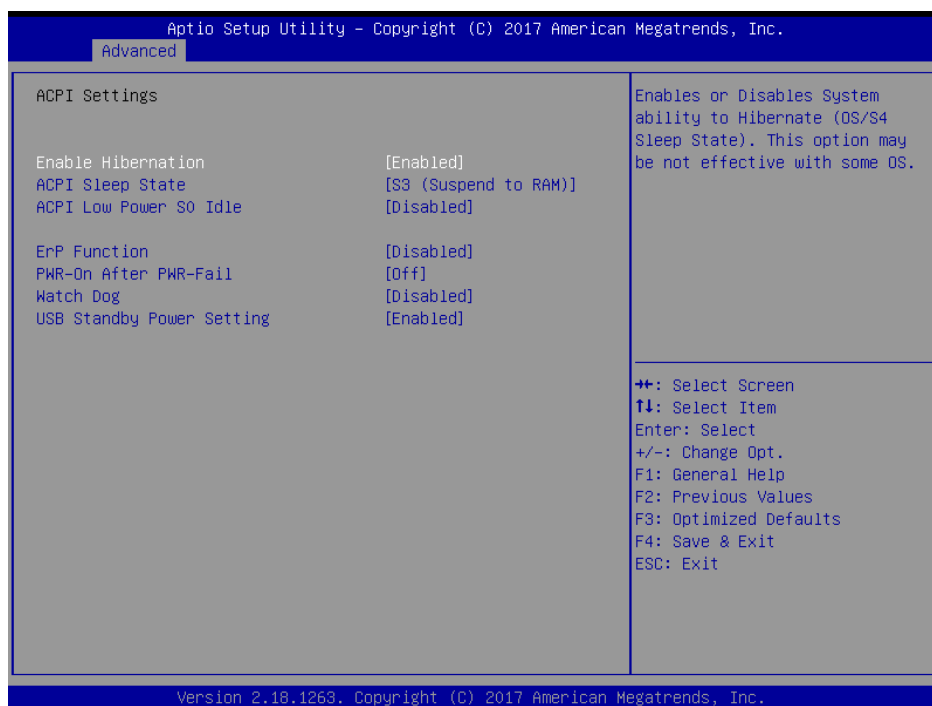 Aptio Setup Utility – Copyright (C) 2017 American Megatrends, Inc.
Advanced
ACPI Settings
Enable Hibernation [Enabled]
ACPI Sleep State [S3 (Suspend to RAM)]
ACPI Low Power S0 Idle [Disabled]
ErP Function [Disabled]
PWR-On After PWR-Fail [Off]
Watch Dog [Disabled]
USB Standby Power Setting [Enabled]
Enables or Disables System
ability to Hibernate (OS/S4
Sleep State). This option may
be not effective with some OS.
→←: Select Screen
↑↓: Select Item
Enter: Select
+/-: Change Opt.
F1: General Help
F2: Previous Values
F3: Optimized Defaults
F4: Save & Exit
ESC: Exit
Version 2.18.1263. Copyright (C) 2017 American Megatrends, Inc.